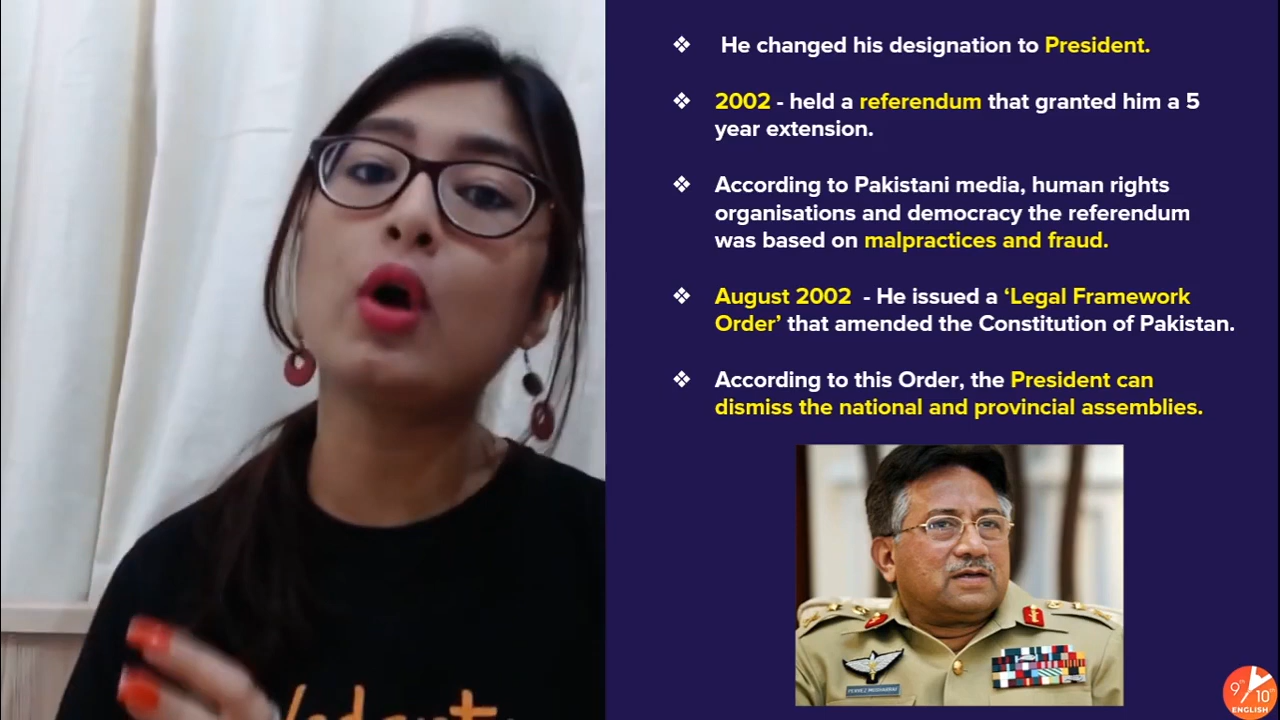 ❖ He changed his designation to President.
❖ 2002 - held a referendum that granted him a 5
year extension.
❖ According to Pakistani media, human rights
organisations and democracy the referendum
was based on malpractices and fraud.
❖ August 2002 - He issued a ‘Legal Framework
Order’ that amended the Constitution of Pakistan.
❖ According to this Order, the President can
dismiss the national and provincial assemblies.
PERVEZ MUSHARRAF
9th 10th
ENGLISH